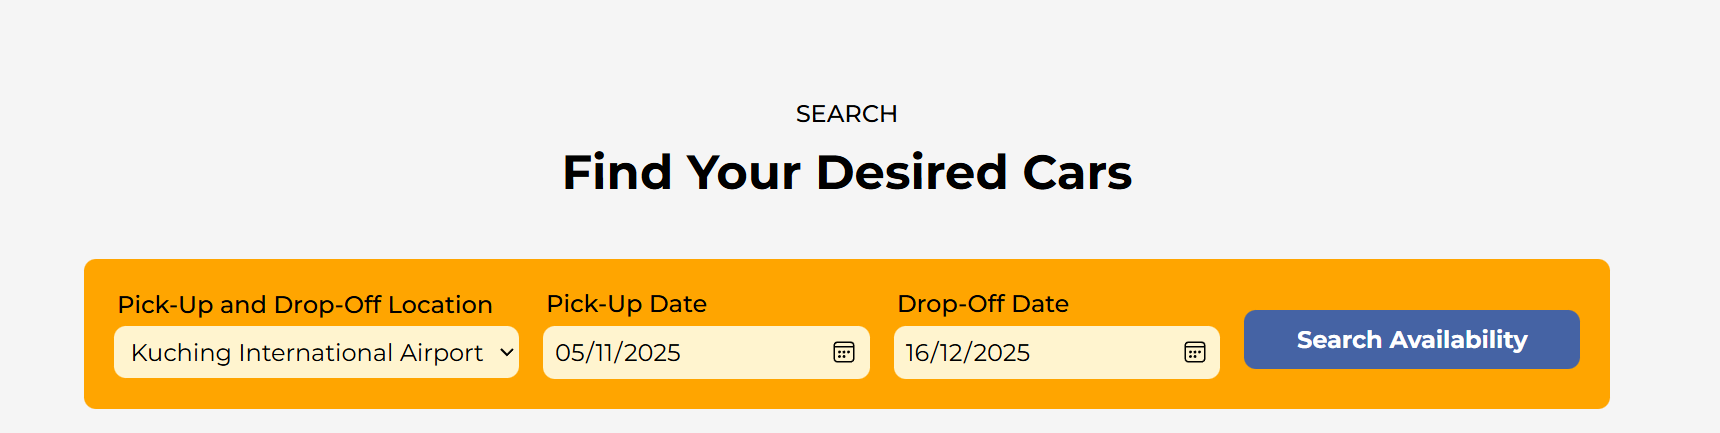 SEARCH
Find Your Desired Cars
Pick-Up and Drop-Off Location
Kuching International Airport
Pick-Up Date
05/11/2025
Drop-Off Date
16/12/2025
Search Availability